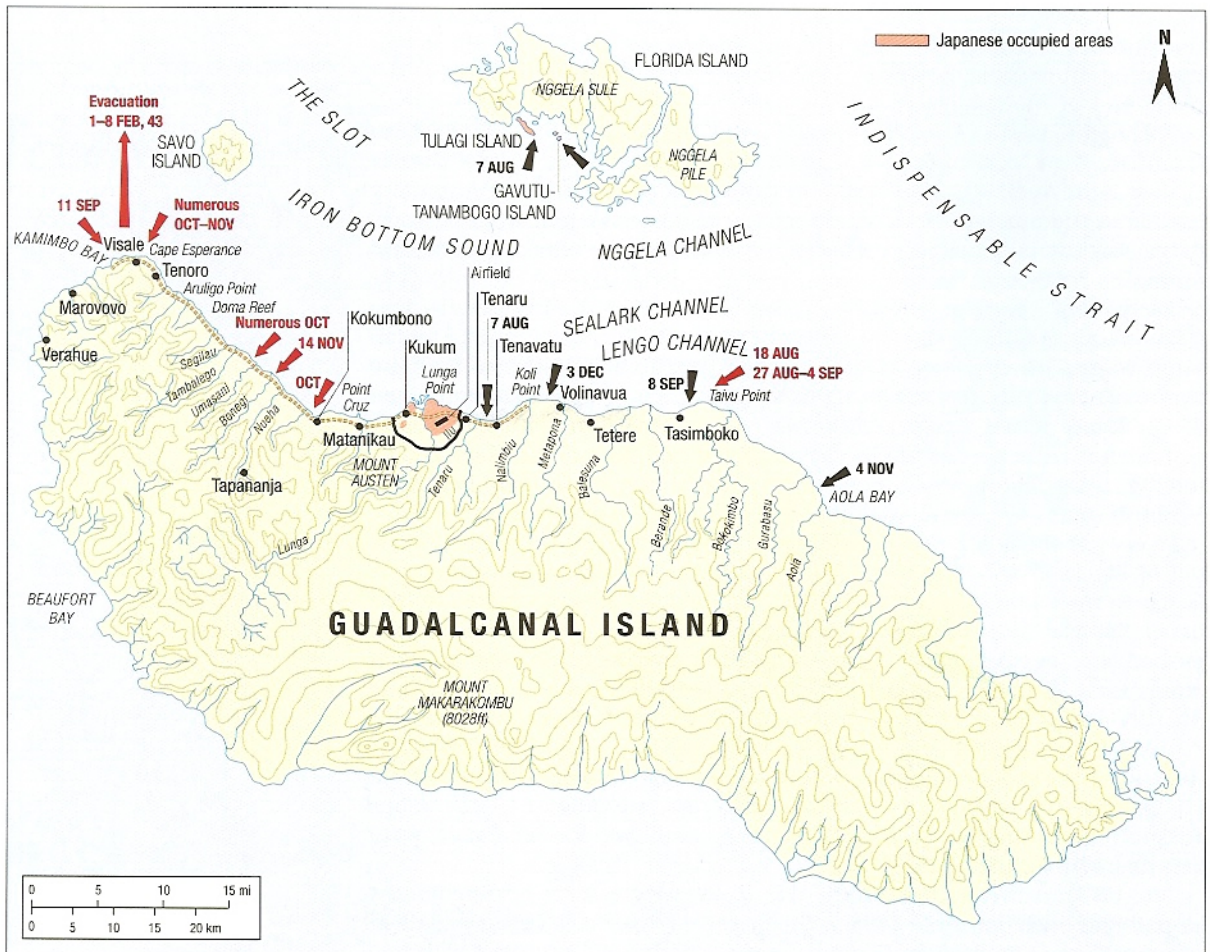 Japanese occupied areas
N
FLORIDA ISLAND
NGGELA SULE
THE SLOT
Evacuation
1–8 FEB, 43
SAVO
ISLAND
TULAGI ISLAND
7 AUG
NGGELA
PILE
GAVUTU-
TANAMBOGO ISLAND
INDISPENSABLE STRAIT
11 SEP
Numerous
OCT–NOV
IRON BOTTOM SOUND
NGGELA CHANNEL
KAMIMBO BAY
Visale
Cape Esperance
Tenoro
Airfield
Aruligo Point
Doma Reef
Marovovo
Tenaru
7 AUG
SEALARK CHANNEL
Numerous OCT
Kokumbono
14 NOV
Kukum
Tenavatu
LENGO CHANNEL
18 AUG
27 AUG–4 SEP
Verahue
Segilau
Tambalego
Umasani
Bonegi
Nueha
OCT
Point
Cruz
Lunga
Point
Koli
Point
3 DEC
Volinavua
8 SEP
Taivu Point
Matanikau
Ilu
Tetere
Tasimboko
MOUNT
AUSTEN
Tenaru
Nalimbiu
Metapona
Balesuna
4 NOV
AOLA BAY
Tapananja
Lunga
Berande
Bokokimbo
Gurabasu
Aola
BEAUFORT
BAY
GUADALCANAL ISLAND
MOUNT
MAKARAKOMBU
(8028ft)
0 5 10 15 mi
0 5 10 15 20 km